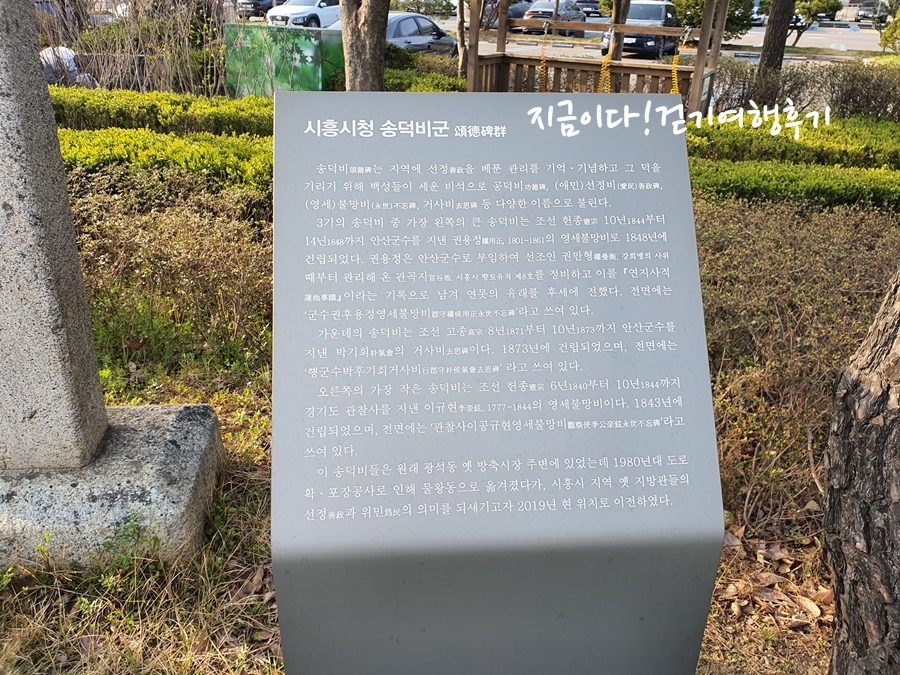 지금이다! 걷기여행후기
시흥시청 송덕비군 頌德碑群
송덕비頌德碑는 지역에 선정善政을 베푼 관리를 기억·기념하고 그 덕을
기리기 위해 백성들이 세운 비석으로 공덕비功德碑, (애민)선정비(愛民)善政碑,
(영세)불망비(永世)不忘碑, 거사비去思碑 등 다양한 이름으로 불린다.
3기의 송덕비 중 가장 왼쪽의 큰 송덕비는 조선 헌종憲宗 10년1844부터
14년1848까지 안산군수를 지낸 권용정權用正, 1801-1861의 영세불망비로 1848년에
건립되었다. 권용정은 안산군수로 부임하여 선조인 권만형權曼衡, 강희맹의 사위
때부터 관리해 온 관곡지官谷池, 시흥시 향토유적 제8호를 정비하고 이를 『연지사적
蓮池事蹟』이라는 기록으로 남겨 연못의 유래를 후세에 전했다. 전면에는
‘군수권후용정영세불망비郡守權侯用正永世不忘碑’라고 쓰여 있다.
가운데의 송덕비는 조선 고종高宗 8년1871부터 10년1873까지 안산군수를
지낸 박기회朴氣會의 거사비去思碑이다. 1873년에 건립되었으며, 전면에는
‘행군수박후기회거사비行郡守朴侯氣會去思碑’ 라고 쓰여 있다.
오른쪽의 가장 작은 송덕비는 조선 헌종憲宗 6년1840부터 10년1844까지
경기도 관찰사를 지낸 이규현李奎鉉, 1777-1844의 영세불망비이다. 1843년에
건립되었으며, 전면에는 ‘관찰사이공규현영세불망비觀察使李公奎鉉永世不忘碑’라고
쓰여 있다.
이 송덕비들은 원래 광석동 옛 방축시장 주변에 있었는데 1980년대 도로
확·포장공사로 인해 물왕동으로 옮겨졌다가, 시흥시 지역 옛 지방관들의
선정善政과 위민爲民의 의미를 되새기고자 2019년 현 위치로 이전하였다.